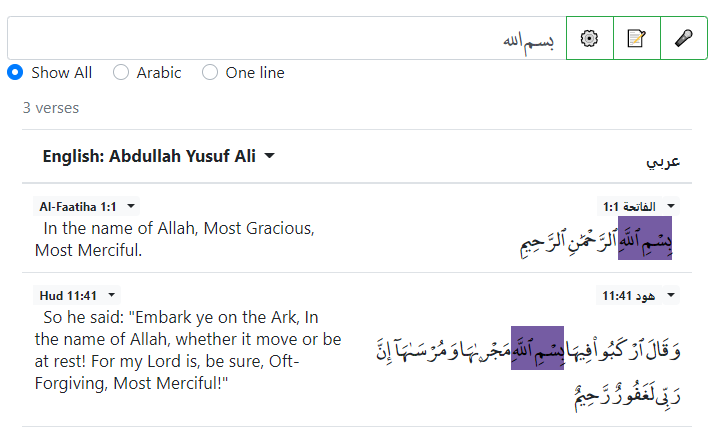 بسم الله
Show All Arabic One line
3 verses
English: Abdullah Yusuf Ali عربي
Al-Faatiha 1:1
In the name of Allah, Most Gracious,
Most Merciful.
الفاتحة 1:1
بِسْمِ ٱللَّهِ ٱلرَّحْمَٰنِ ٱلرَّحِيمِ
Hud 11:41
So he said: "Embark ye on the Ark, In
the name of Allah, whether it move or be
at rest! For my Lord is, be sure, Oft-
Forgiving, Most Merciful!"
هود 11:41
وَقَالَ ٱرْكَبُوا۟ فِيهَا بِسْمِ ٱللَّهِ مَجْر۪ىٰهَا وَمُرْسَىٰهَآ إِنَّ
رَبِّى لَغَفُورٌ رَّحِيمٌ